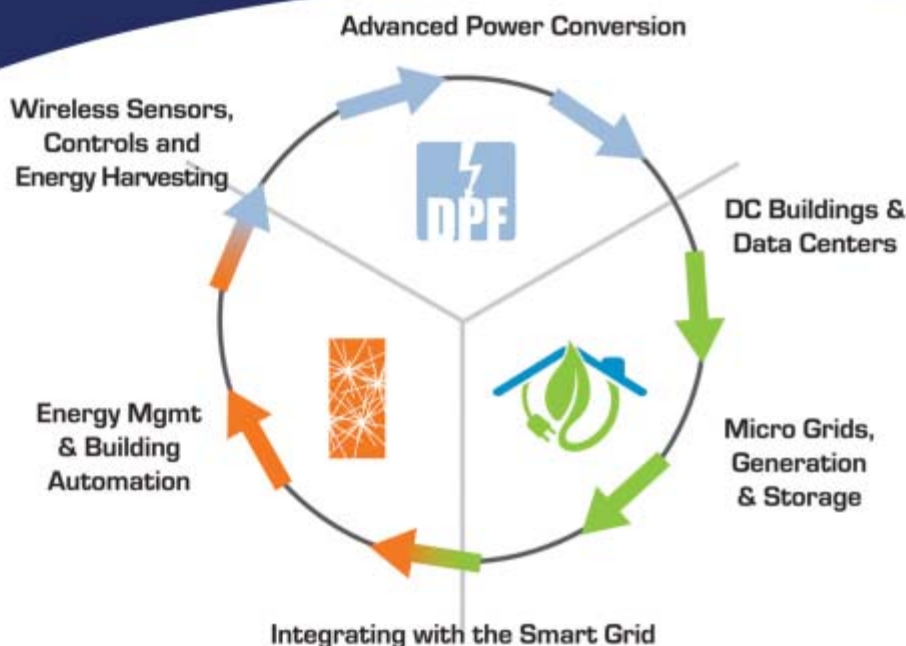 Advanced Power Conversion
Wireless Sensors,
Controls and
Energy Harvesting
DPF
DC Buildings &
Data Centers
Energy Mgmt
& Building
Automation
Micro Grids,
Generation
& Storage
Integrating with the Smart Grid